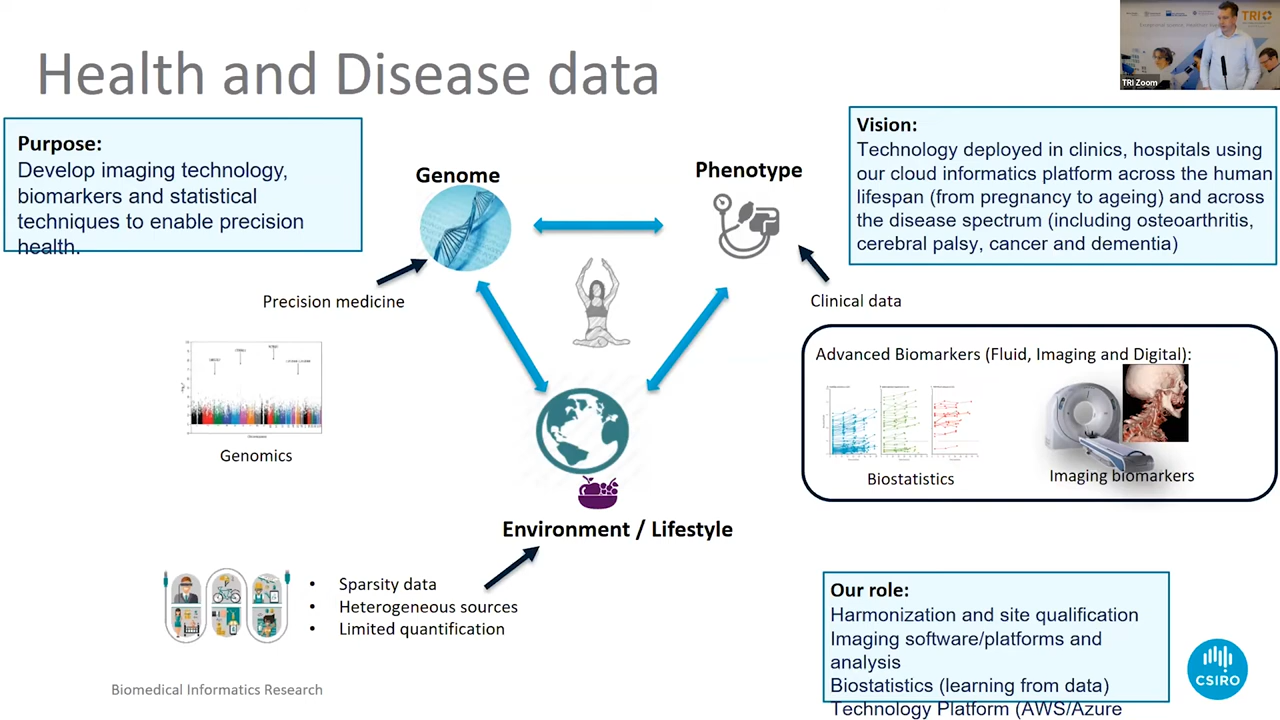 Health and Disease data
TRI
TRI Zoom
Purpose:
Develop imaging technology,
biomarkers and statistical
techniques to enable precision
health.
Vision:
Technology deployed in clinics, hospitals using
our cloud informatics platform across the human
lifespan (from pregnancy to ageing) and across
the disease spectrum (including osteoarthritis,
cerebral palsy, cancer and dementia)
Genome
Phenotype
Precision medicine
Clinical data
Genomics
Advanced Biomarkers (Fluid, Imaging and Digital):
Biostatistics
Imaging biomarkers
Environment / Lifestyle
• Sparsity data
• Heterogeneous sources
• Limited quantification
Our role:
Harmonization and site qualification
Imaging software/platforms and
analysis
Biostatistics (learning from data)
Technology Platform (AWS/Azure
CSIRO
Biomedical Informatics Research